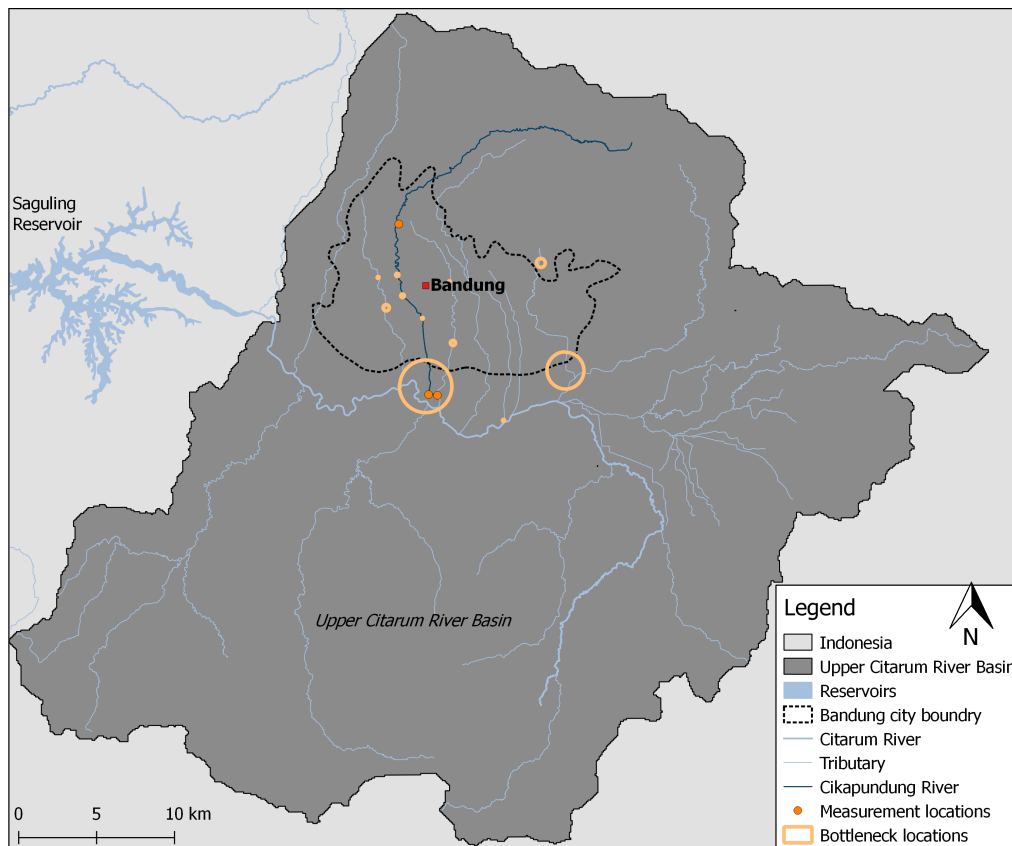 Saguling
Reservoir
Bandung
Upper Citarum River Basin
Legend
N
Indonesia
Upper Citarum River Basin
Reservoirs
Bandung city boundry
Citarum River
Tributary
Cikapundung River
Measurement locations
Bottleneck locations
0 5 10 km